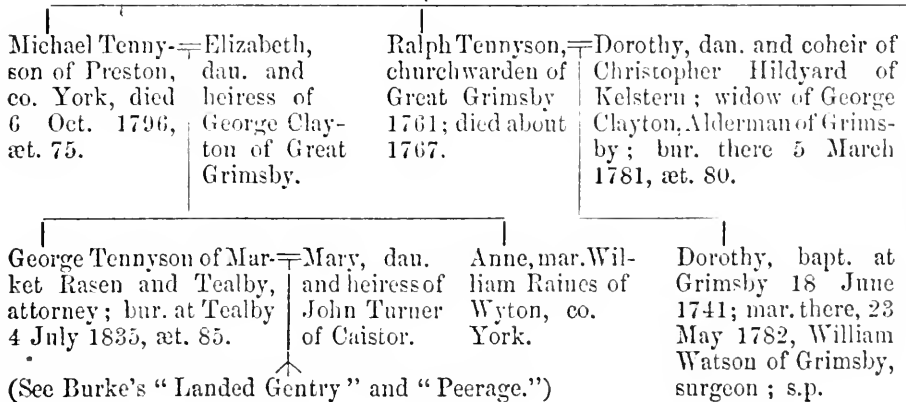 Michael Tenny-
son of Preston,
co. York, died
6 Oct. 1796,
æt. 75.
Elizabeth,
dau. and
heiress of
George Clay-
ton of Great
Grimsby.
Ralph Tennyson,
churchwarden of
Great Grimsby
1761; died about
1767.
Dorothy, dau. and coheir of
Christopher Hildyard of
Kelstern; widow of George
Clayton, Alderman of Grims-
by; bur. there 5 March
1781, æt. 80.
George Tennyson of Mar-
ket Rasen and Tealby,
attorney; bur. at Tealby
4 July 1835, æt. 85.
Mary, dau.
and heiress of
John Turner
of Caistor.
Anne, mar. Wil-
liam Raines of
Wyton, co.
York.
Dorothy, bapt. at
Grimsby 18 June
1741; mar. there, 23
May 1782, William
Watson of Grimsby,
surgeon; s.p.
(See Burke's "Landed Gentry" and "Peerage.")